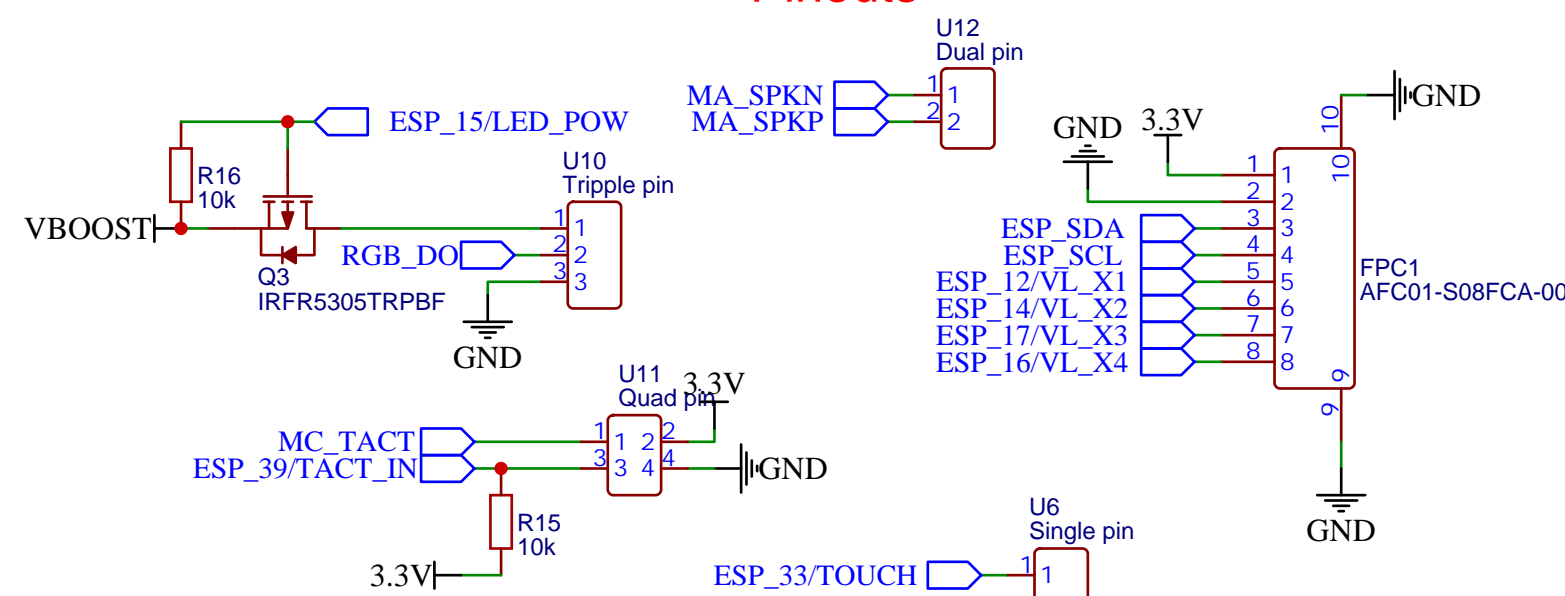 Pinouts
U12
Dual pin
MA_SPKN
1
1
MA_SPKP
2
2
ESP_15/LED_POW
R16
10k
VBOOST
Q3
IRFR5305TRPBF
U10
Tripple pin
1
1
RGB_DO
2
2
3
3
GND
GND
3.3V
10
10
GND
1
1
2
2
ESP_SDA
3
3
ESP_SCL
4
4
ESP_12/VL_X1
5
5
ESP_14/VL_X2
6
6
ESP_17/VL_X3
7
7
ESP_16/VL_X4
8
8
9
9
FPC1
AFC01-S08FCA-00
GND
U11
Quad pin
3.3V
MC_TACT
1
1 2
2
ESP_39/TACT_IN
3
3 4
4
GND
R15
10k
3.3V
U6
Single pin
ESP_33/TOUCH
1
1